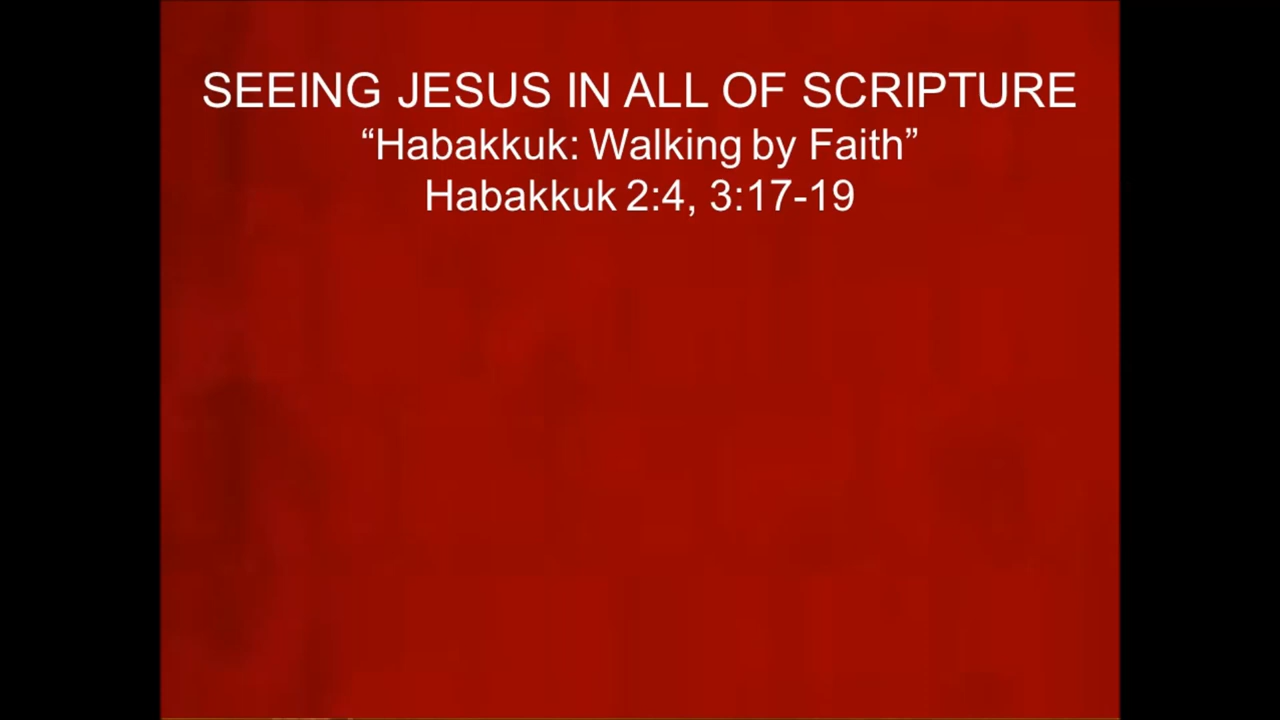 SEEING JESUS IN ALL OF SCRIPTURE
“Habakkuk: Walking by Faith”
Habakkuk 2:4, 3:17-19